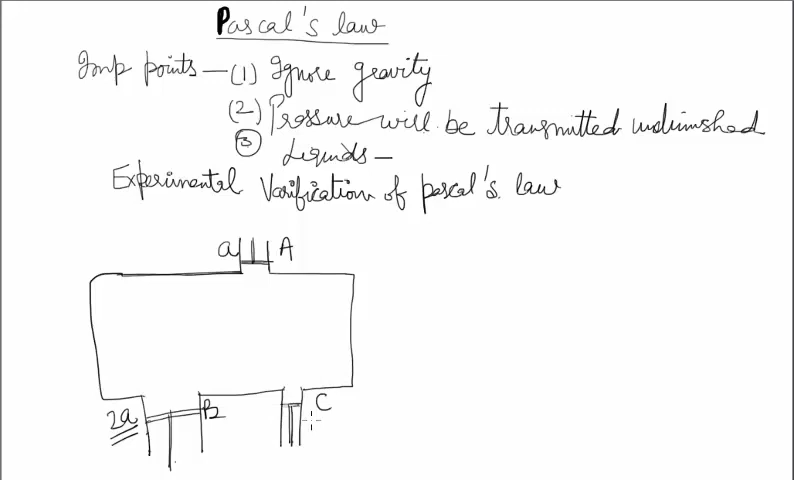 Pascal's law
Imp points — (1) Ignore gravity
(2) Pressure will be transmitted undiminshed
(3) Liquids —
Experimental Varification of pascal's law
a A
2a B C